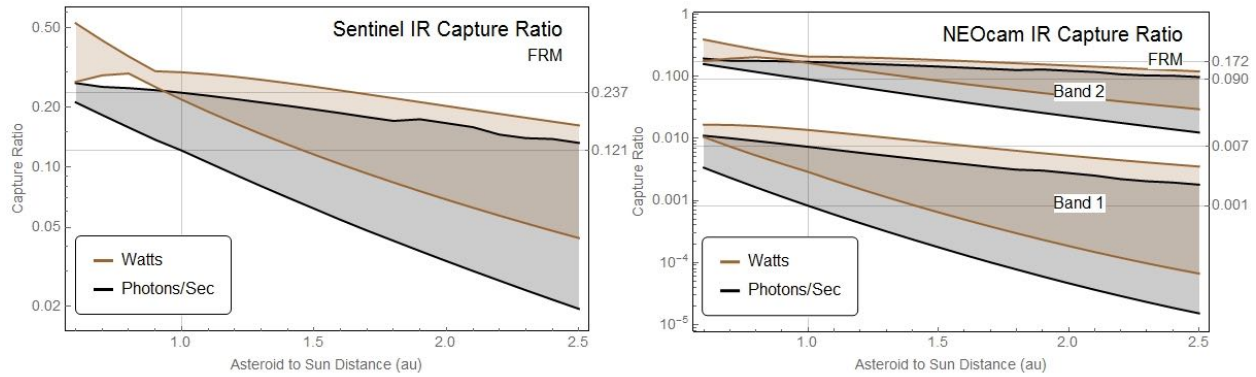 Sentinel IR Capture Ratio
FRM
Capture Ratio
0.50
0.20
0.10
0.05
0.02
0.237
0.121
Watts
Photons/Sec
1.0
1.5
2.0
2.5
Asteroid to Sun Distance (au)
NEOcam IR Capture Ratio
FRM
Capture Ratio
1
0.100
0.010
0.001
10⁻⁴
10⁻⁵
0.172
0.090
0.007
0.001
Band 2
Band 1
Watts
Photons/Sec
1.0
1.5
2.0
2.5
Asteroid to Sun Distance (au)